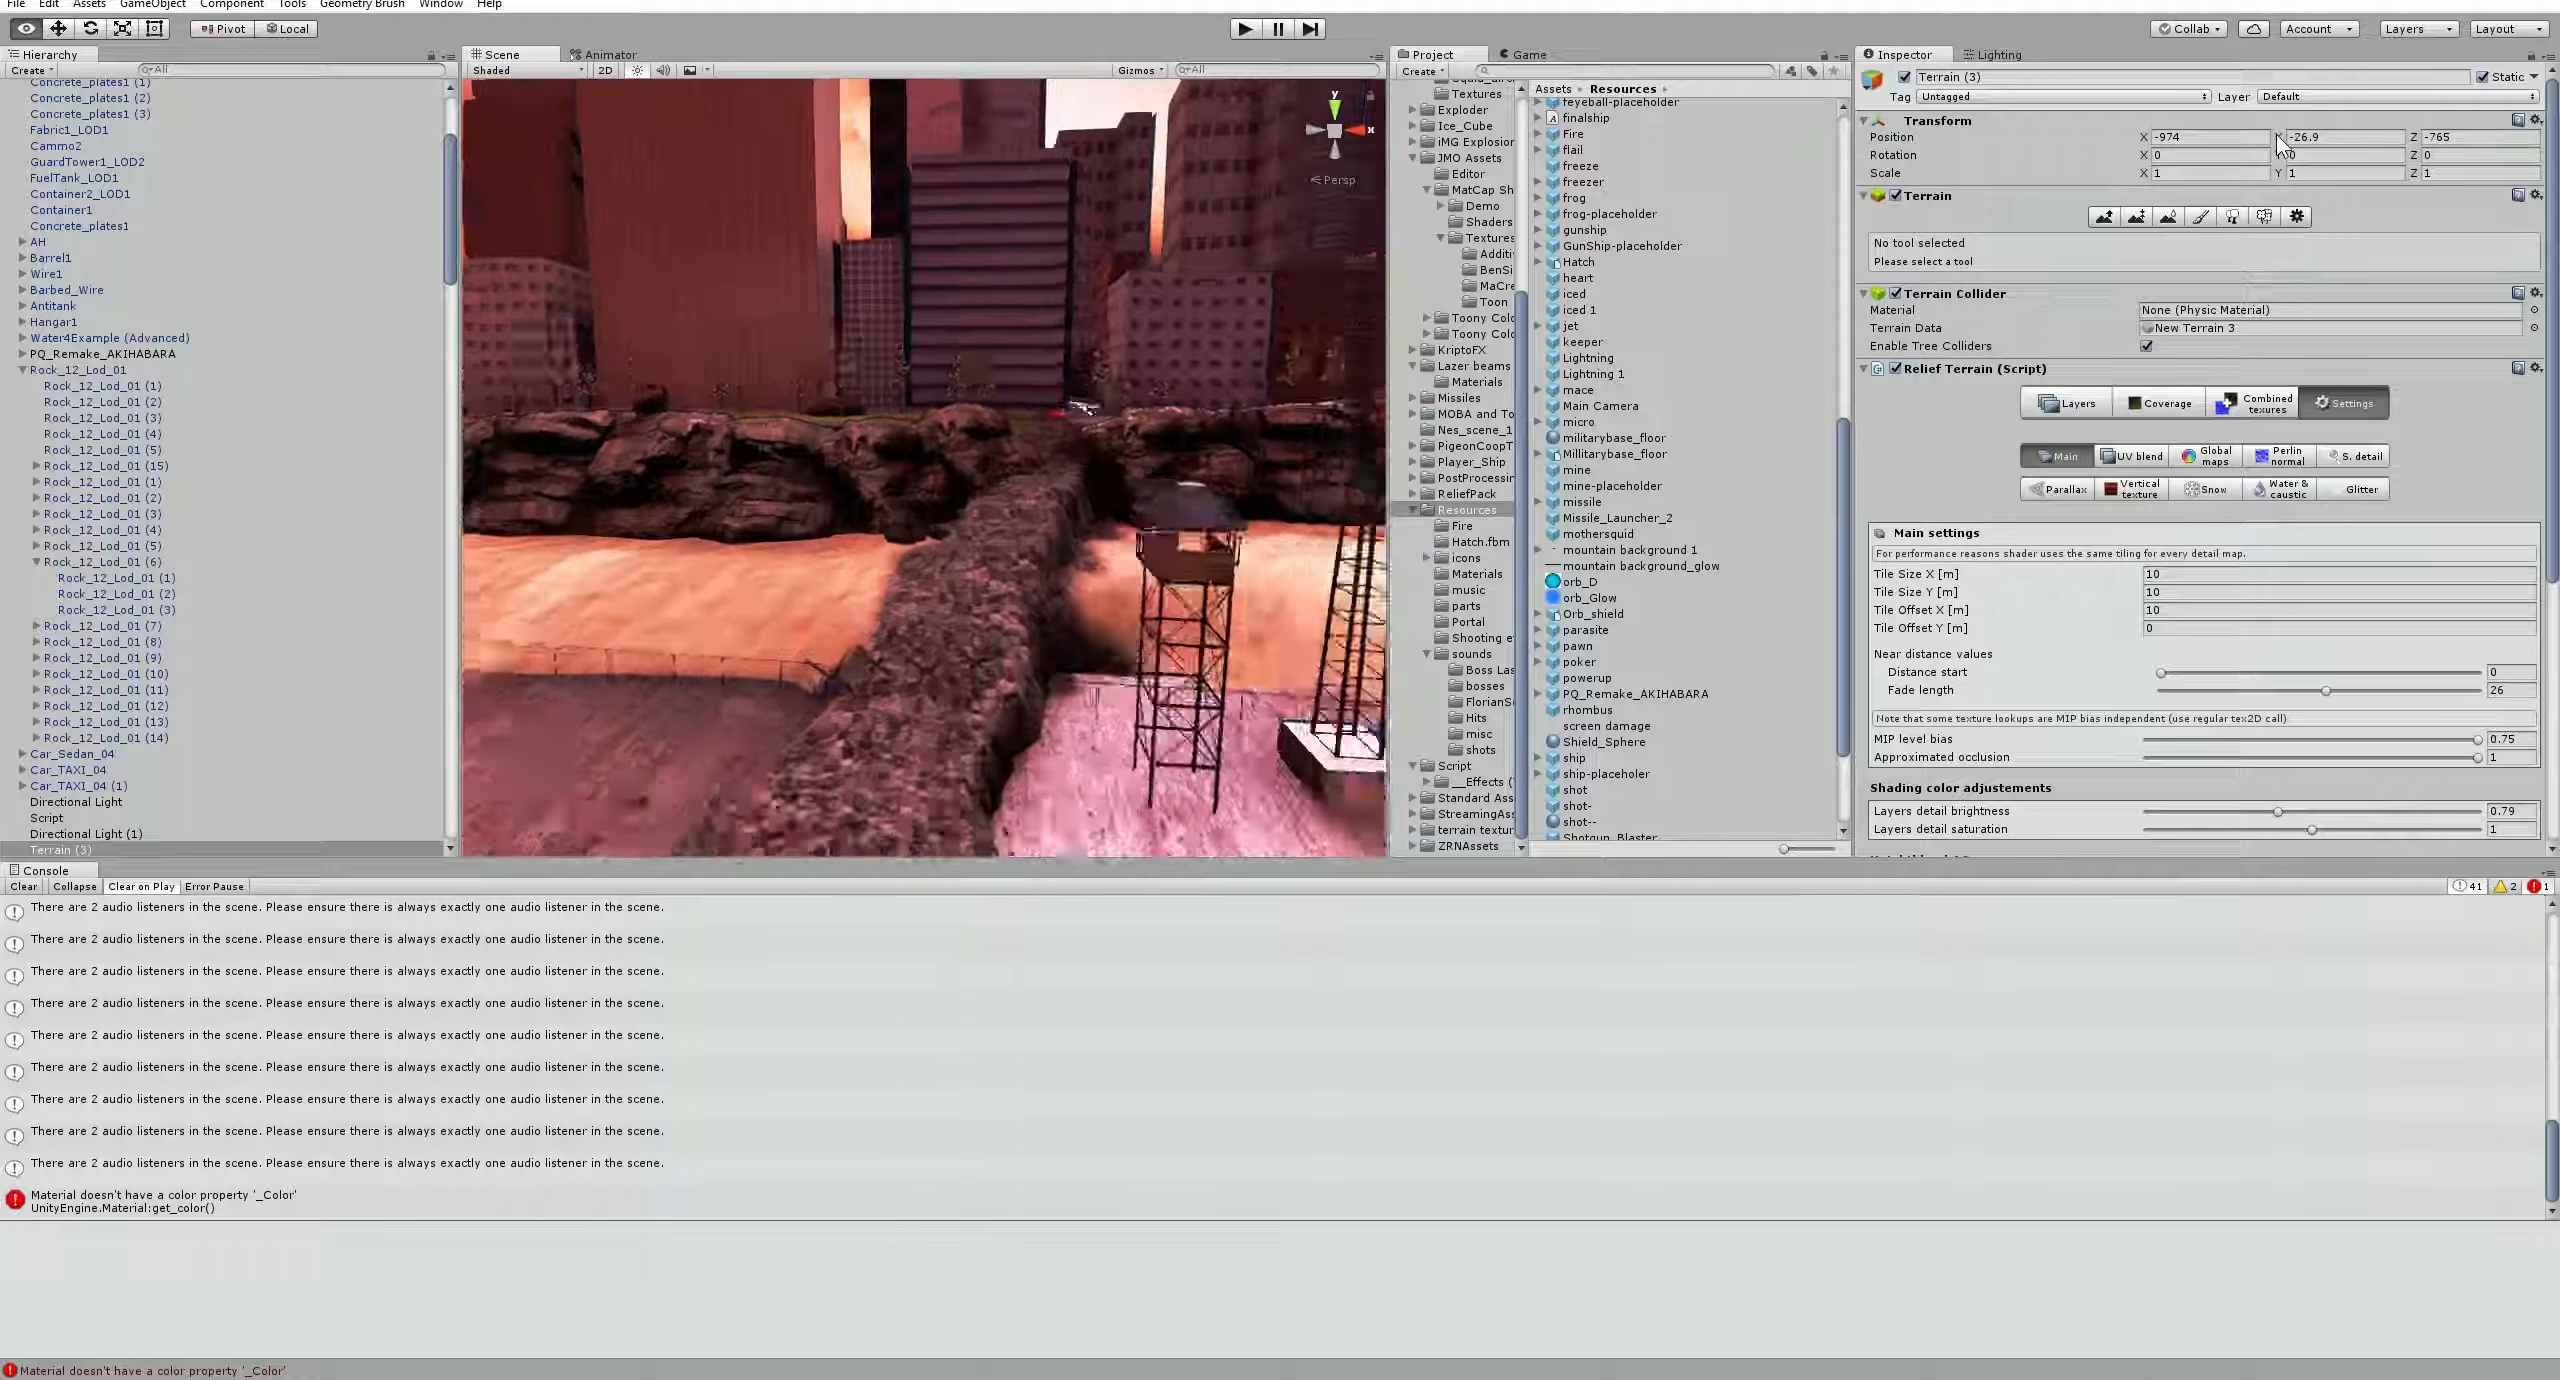 File Edit Assets GameObject Component Tools Geometry Brush Window Help
Pivot Local
Collab Account Layers Layout
Hierarchy
Create All
Concrete_plates1 (1)
Concrete_plates1 (2)
Concrete_plates1 (3)
Fabric1_LOD1
Cammo2
GuardTower1_LOD2
FuelTank_LOD1
Container2_LOD1
Container1
Concrete_plates1
AH
Barrel1
Wire1
Barbed_Wire
Antitank
Hangar1
Water4Example (Advanced)
PQ_Remake_AKIHABARA
Rock_12_Lod_01
Rock_12_Lod_01 (1)
Rock_12_Lod_01 (2)
Rock_12_Lod_01 (3)
Rock_12_Lod_01 (4)
Rock_12_Lod_01 (5)
Rock_12_Lod_01 (15)
Rock_12_Lod_01 (1)
Rock_12_Lod_01 (2)
Rock_12_Lod_01 (3)
Rock_12_Lod_01 (4)
Rock_12_Lod_01 (5)
Rock_12_Lod_01 (6)
Rock_12_Lod_01 (1)
Rock_12_Lod_01 (2)
Rock_12_Lod_01 (3)
Rock_12_Lod_01 (7)
Rock_12_Lod_01 (8)
Rock_12_Lod_01 (9)
Rock_12_Lod_01 (10)
Rock_12_Lod_01 (11)
Rock_12_Lod_01 (12)
Rock_12_Lod_01 (13)
Rock_12_Lod_01 (14)
Car_Sedan_04
Car_TAXI_04
Car_TAXI_04 (1)
Directional Light
Script
Directional Light (1)
Terrain (3)
Scene Animator
Shaded 2D Gizmos All
y
x
Persp
Project Game
Create
Textures
Exploder
Ice_Cube
iMG Explosior
JMO Assets
Editor
MatCap Sh
Demo
Shaders
Textures
Additi
BenSi
MaCre
Toon
Toony Colo
Toony Colo
KriptoFX
Lazer beams
Materials
Missiles
MOBA and To
Nes_scene_1
PigeonCoopT
Player_Ship
PostProcessir
ReliefPack
Resources
Fire
Hatch.fbm
icons
Materials
music
parts
Portal
Shooting e
sounds
Boss Las
bosses
FlorianS
Hits
misc
shots
Script
__Effects (
Standard Ass
StreamingAss
terrain textur
ZRNAssets
Assets Resources
feyeball-placeholder
finalship
Fire
flail
freeze
freezer
frog
frog-placeholder
gunship
GunShip-placeholder
Hatch
heart
iced
iced 1
jet
keeper
Lightning
Lightning 1
mace
Main Camera
micro
militarybase_floor
Millitarybase_floor
mine
mine-placeholder
missile
Missile_Launcher_2
mothersquid
mountain background 1
mountain background_glow
orb_D
orb_Glow
Orb_shield
parasite
pawn
poker
powerup
PQ_Remake_AKIHABARA
rhombus
screen damage
Shield_Sphere
ship
ship-placeholer
shot
shot-
shot--
Shotgun_Blaster
Inspector Lighting
Terrain (3) Static
Tag Untagged Layer Default
Transform
Position X -974 Y -26.9 Z -765
Rotation X 0 Y 0 Z 0
Scale X 1 Y 1 Z 1
Terrain
No tool selected
Please select a tool
Terrain Collider
Material None (Physic Material)
Terrain Data New Terrain 3
Enable Tree Colliders
Relief Terrain (Script)
Layers Coverage Combined texures Settings
Main UV blend Global maps Perlin normal S. detail
Parallax Vertical texture Snow Water & caustic Glitter
Main settings
For performance reasons shader uses the same tiling for every detail map.
Tile Size X [m] 10
Tile Size Y [m] 10
Tile Offset X [m] 10
Tile Offset Y [m] 0
Near distance values
Distance start 0
Fade length 26
Note that some texture lookups are MIP bias independent (use regular tex2D call)
MIP level bias 0.75
Approximated occlusion 1
Shading color adjustements
Layers detail brightness 0.79
Layers detail saturation 1
Console
Clear Collapse Clear on Play Error Pause 41 2 1
There are 2 audio listeners in the scene. Please ensure there is always exactly one audio listener in the scene.
There are 2 audio listeners in the scene. Please ensure there is always exactly one audio listener in the scene.
There are 2 audio listeners in the scene. Please ensure there is always exactly one audio listener in the scene.
There are 2 audio listeners in the scene. Please ensure there is always exactly one audio listener in the scene.
There are 2 audio listeners in the scene. Please ensure there is always exactly one audio listener in the scene.
There are 2 audio listeners in the scene. Please ensure there is always exactly one audio listener in the scene.
There are 2 audio listeners in the scene. Please ensure there is always exactly one audio listener in the scene.
There are 2 audio listeners in the scene. Please ensure there is always exactly one audio listener in the scene.
There are 2 audio listeners in the scene. Please ensure there is always exactly one audio listener in the scene.
Material doesn't have a color property '_Color'
UnityEngine.Material:get_color()
Material doesn't have a color property '_Color'